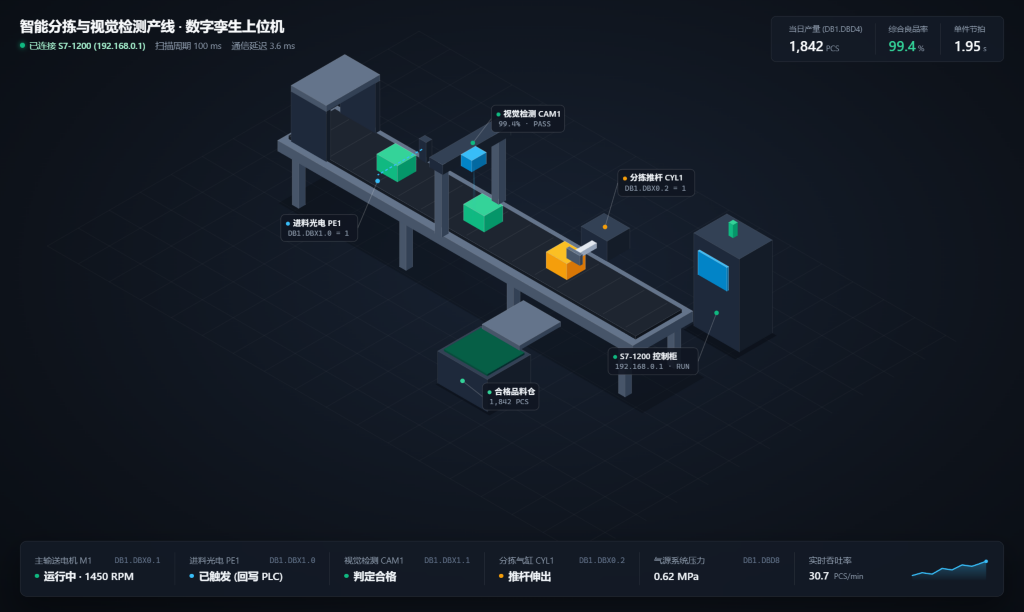 智能分拣与视觉检测产线 · 数字孪生上位机
已连接 S7-1200 (192.168.0.1) 扫描周期 100 ms 通信延迟 3.6 ms
当日产量 (DB1.DBD4) 综合良品率 单件节拍
1,842 PCS 99.4 % 1.95 s
视觉检测 CAM1
99.4% · PASS
分拣推杆 CYL1
DB1.DBX0.2 = 1
进料光电 PE1
DB1.DBX1.0 = 1
S7-1200 控制柜
192.168.0.1 · RUN
合格品料仓
1,842 PCS
主输送电机 M1 DB1.DBX0.1 进料光电 PE1 DB1.DBX1.0 视觉检测 CAM1 DB1.DBX1.1 分拣气缸 CYL1 DB1.DBX0.2 气源系统压力 DB1.DBD8 实时吞吐率
运行中 · 1450 RPM 已触发 (回写 PLC) 判定合格 推杆伸出 0.62 MPa 30.7 PCS/min